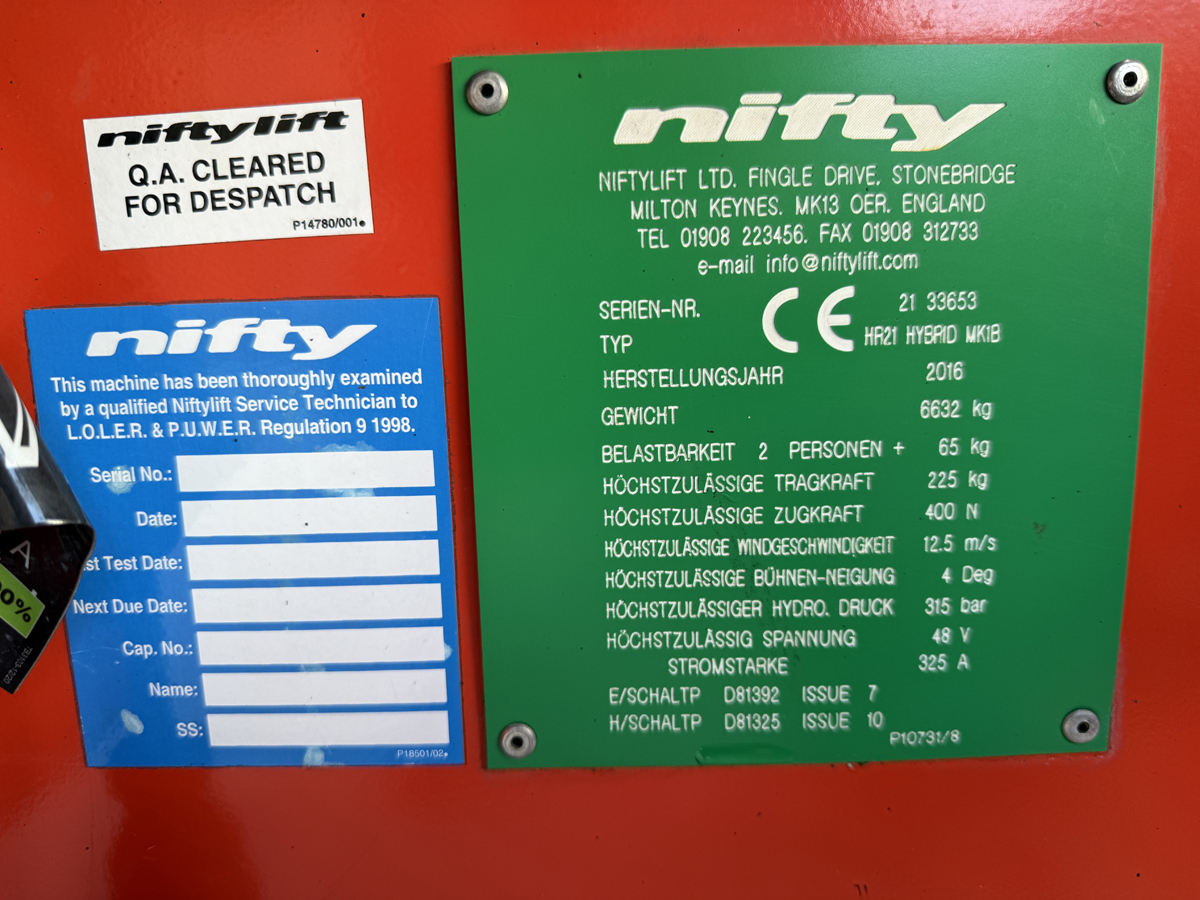 niftylift
Q.A. CLEARED
FOR DESPATCH
P14780/001
nifty
This machine has been thoroughly examined
by a qualified Niftylift Service Technician to
L.O.L.E.R. & P.U.W.E.R. Regulation 9 1998.
Serial No.:
Date:
st Test Date:
Next Due Date:
Cap. No.:
Name:
SS:
P18501/02
A
0%
nifty
NIFTYLIFT LTD. FINGLE DRIVE, STONEBRIDGE
MILTON KEYNES. MK13 OER. ENGLAND
TEL 01908 223456. FAX 01908 312733
e-mail info@niftylift.com
SERIEN-NR. CE 21 33653
TYP HR21 HYBRID MK1B
HERSTELLUNGSJAHR 2016
GEWICHT 6632 kg
BELASTBARKEIT 2 PERSONEN + 65 kg
HÖCHSTZULÄSSIGE TRAGKRAFT 225 kg
HÖCHSTZULÄSSIGE ZUGKRAFT 400 N
HÖCHSTZULÄSSIGE WINDGESCHWINDIGKEIT 12.5 m/s
HÖCHSTZULÄSSIGE BÜHNEN-NEIGUNG 4 Deg
HÖCHSTZULÄSSIGER HYDRO. DRUCK 315 bar
HÖCHSTZULÄSSIG SPANNUNG 48 V
STROMSTARKE 325 A
E/SCHALTP D81392 ISSUE 7
H/SCHALTP D81325 ISSUE 10
P10731/8